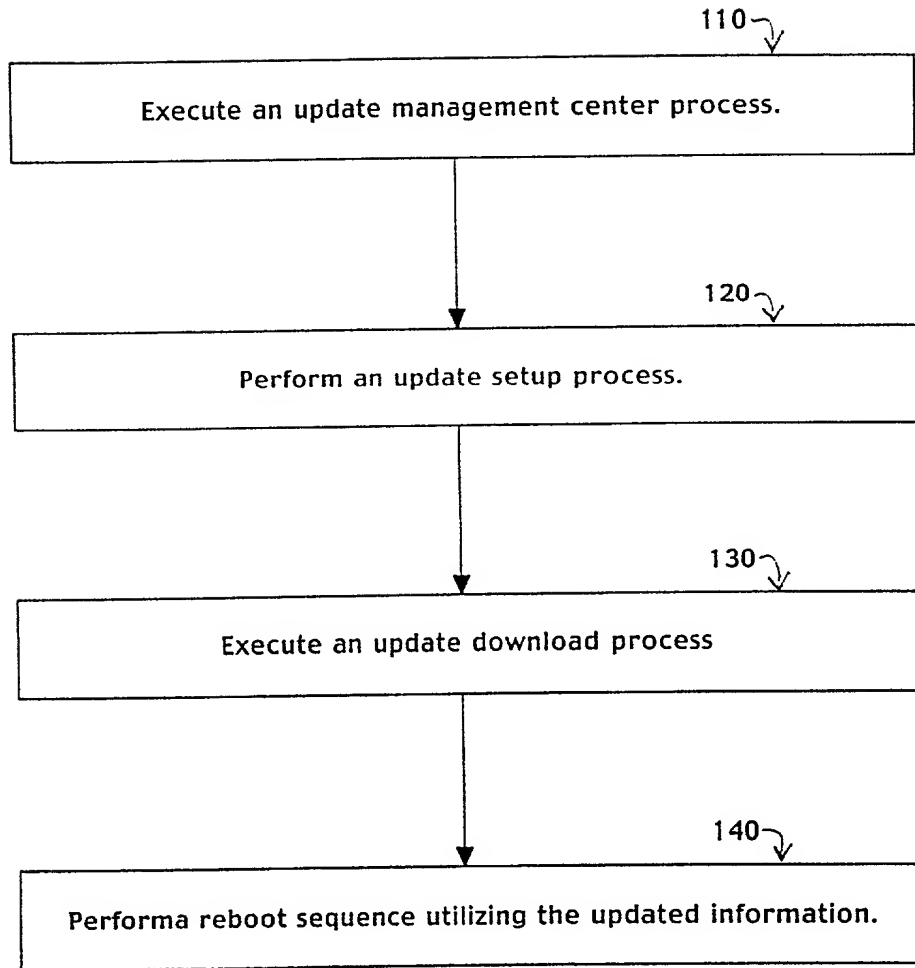 110
Execute an update management center process.
120
Perform an update setup process.
130
Execute an update download process
140
Performa reboot sequence utilizing the updated information.